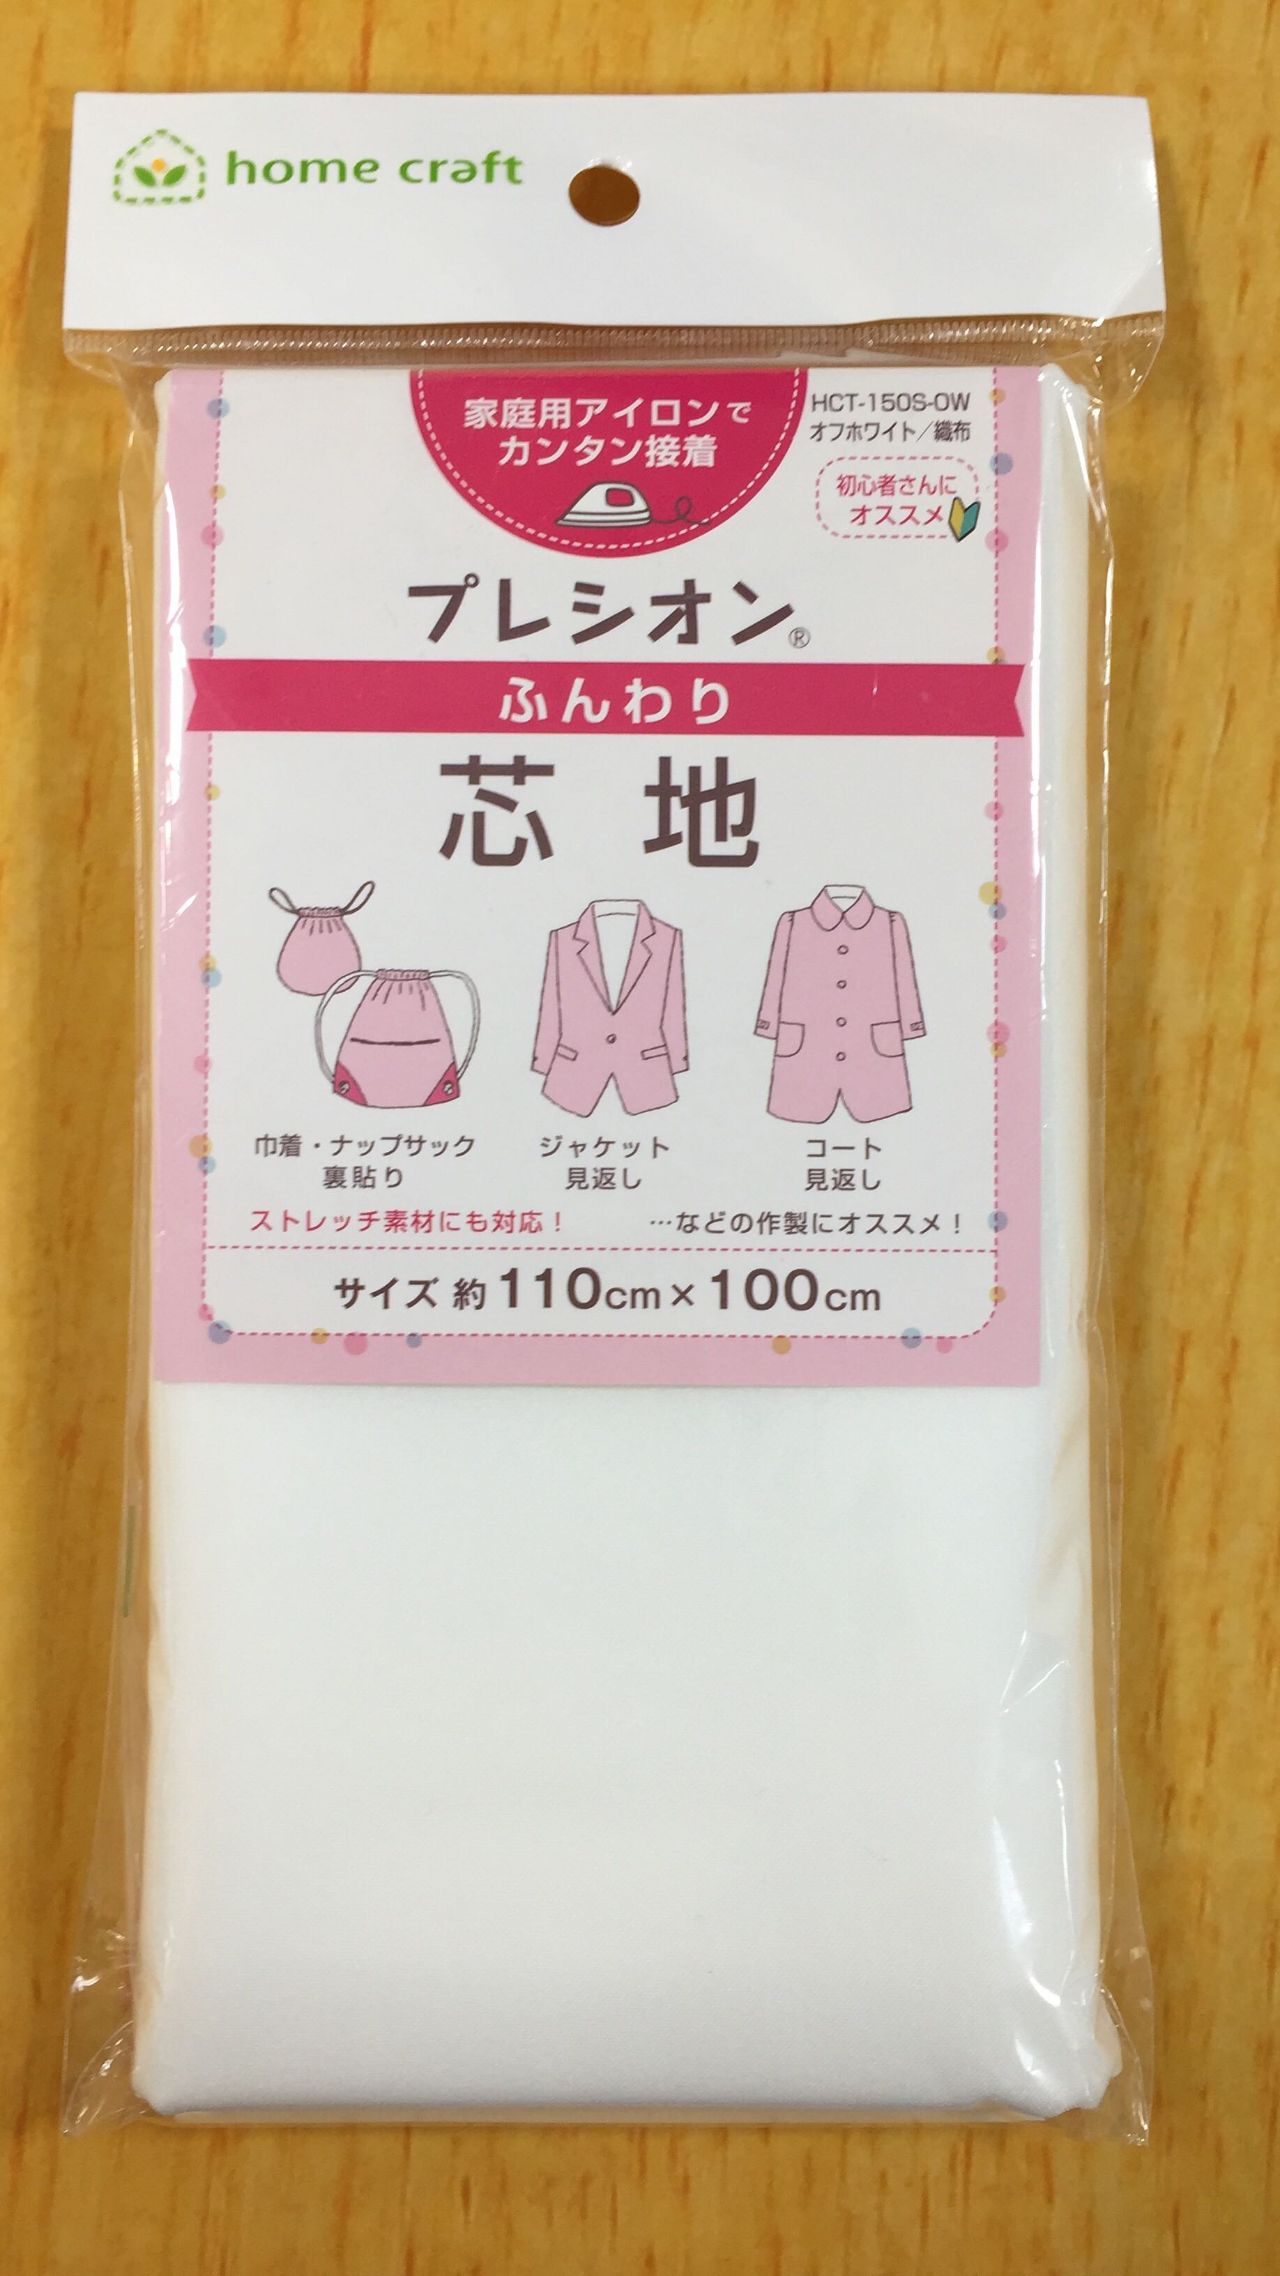 home craft
家庭用アイロンで
カンタン接着
HCT-150S-OW
オフホワイト／織布
初心者さんに
オススメ
プレシオン®
ふんわり
芯地
巾着・ナップサック
裏貼り
ジャケット
見返し
コート
見返し
ストレッチ素材にも対応！
…などの作製にオススメ！
サイズ 約110cm×100cm